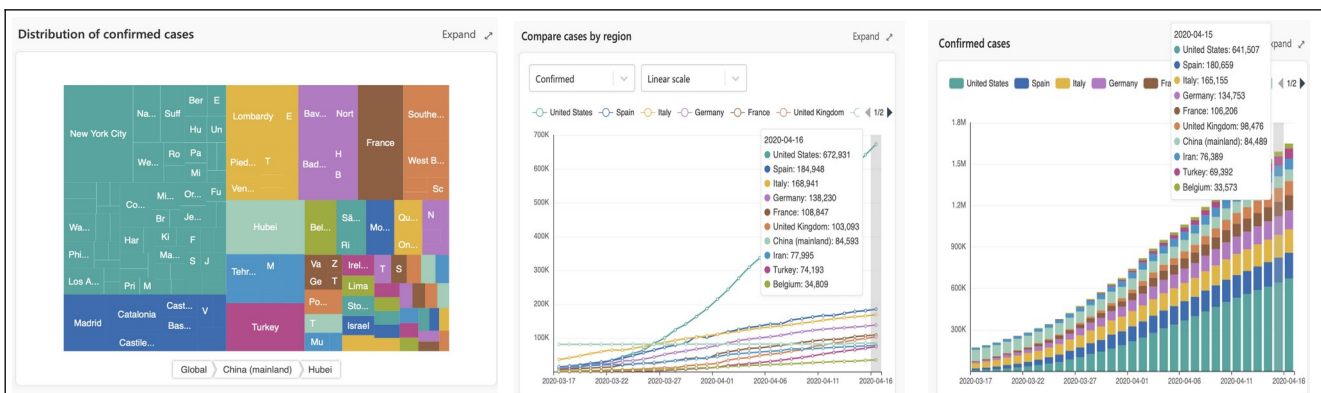 Distribution of confirmed cases
Expand
New York City
Na...
Suff
Ber
E
Hu
Un
We...
Ro
Pa
Mi
Co...
Mi...
Or...
Fu
Br
Je...
Wa...
Har
Ki
F
Phi...
Ma...
S
J
Los A...
Pri
M
Lombardy
E
Pied...
T
Ven...
Bav...
Nort
Bad...
H
B
France
Southe...
West B...
Sc
Hubei
Bel...
Sã...
Ri
Mo...
Qu...
On...
N
Tehr...
M
Va
Z
Ge
T
Irel...
T
S
Lima
Po...
Sto...
Turkey
T
Israel
Mu
Madrid
Catalonia
Cast...
V
Bas...
Castile...
Global
China (mainland)
Hubei
Compare cases by region
Expand
Confirmed
Linear scale
United States
Spain
Italy
Germany
France
United Kingdom
1/2
700K
600K
500K
400K
300K
200K
100K
0K
2020-04-16
United States: 672,931
Spain: 184,948
Italy: 168,941
Germany: 138,230
France: 108,847
United Kingdom: 103,093
China (mainland): 84,593
Iran: 77,995
Turkey: 74,193
Belgium: 34,809
2020-03-17
2020-03-22
2020-03-27
2020-04-01
2020-04-06
2020-04-11
2020-04-16
Confirmed cases
United States
Spain
Italy
Germany
1/2
2020-04-15
United States: 641,507
Spain: 180,659
Italy: 165,155
Germany: 134,753
France: 106,206
United Kingdom: 98,476
China (mainland): 84,489
Iran: 76,389
Turkey: 69,392
Belgium: 33,573
1.8M
1.5M
1.2M
900K
600K
300K
2020-03-17
2020-03-22
2020-03-27
2020-04-01
2020-04-06
2020-04-11
2020-04-16